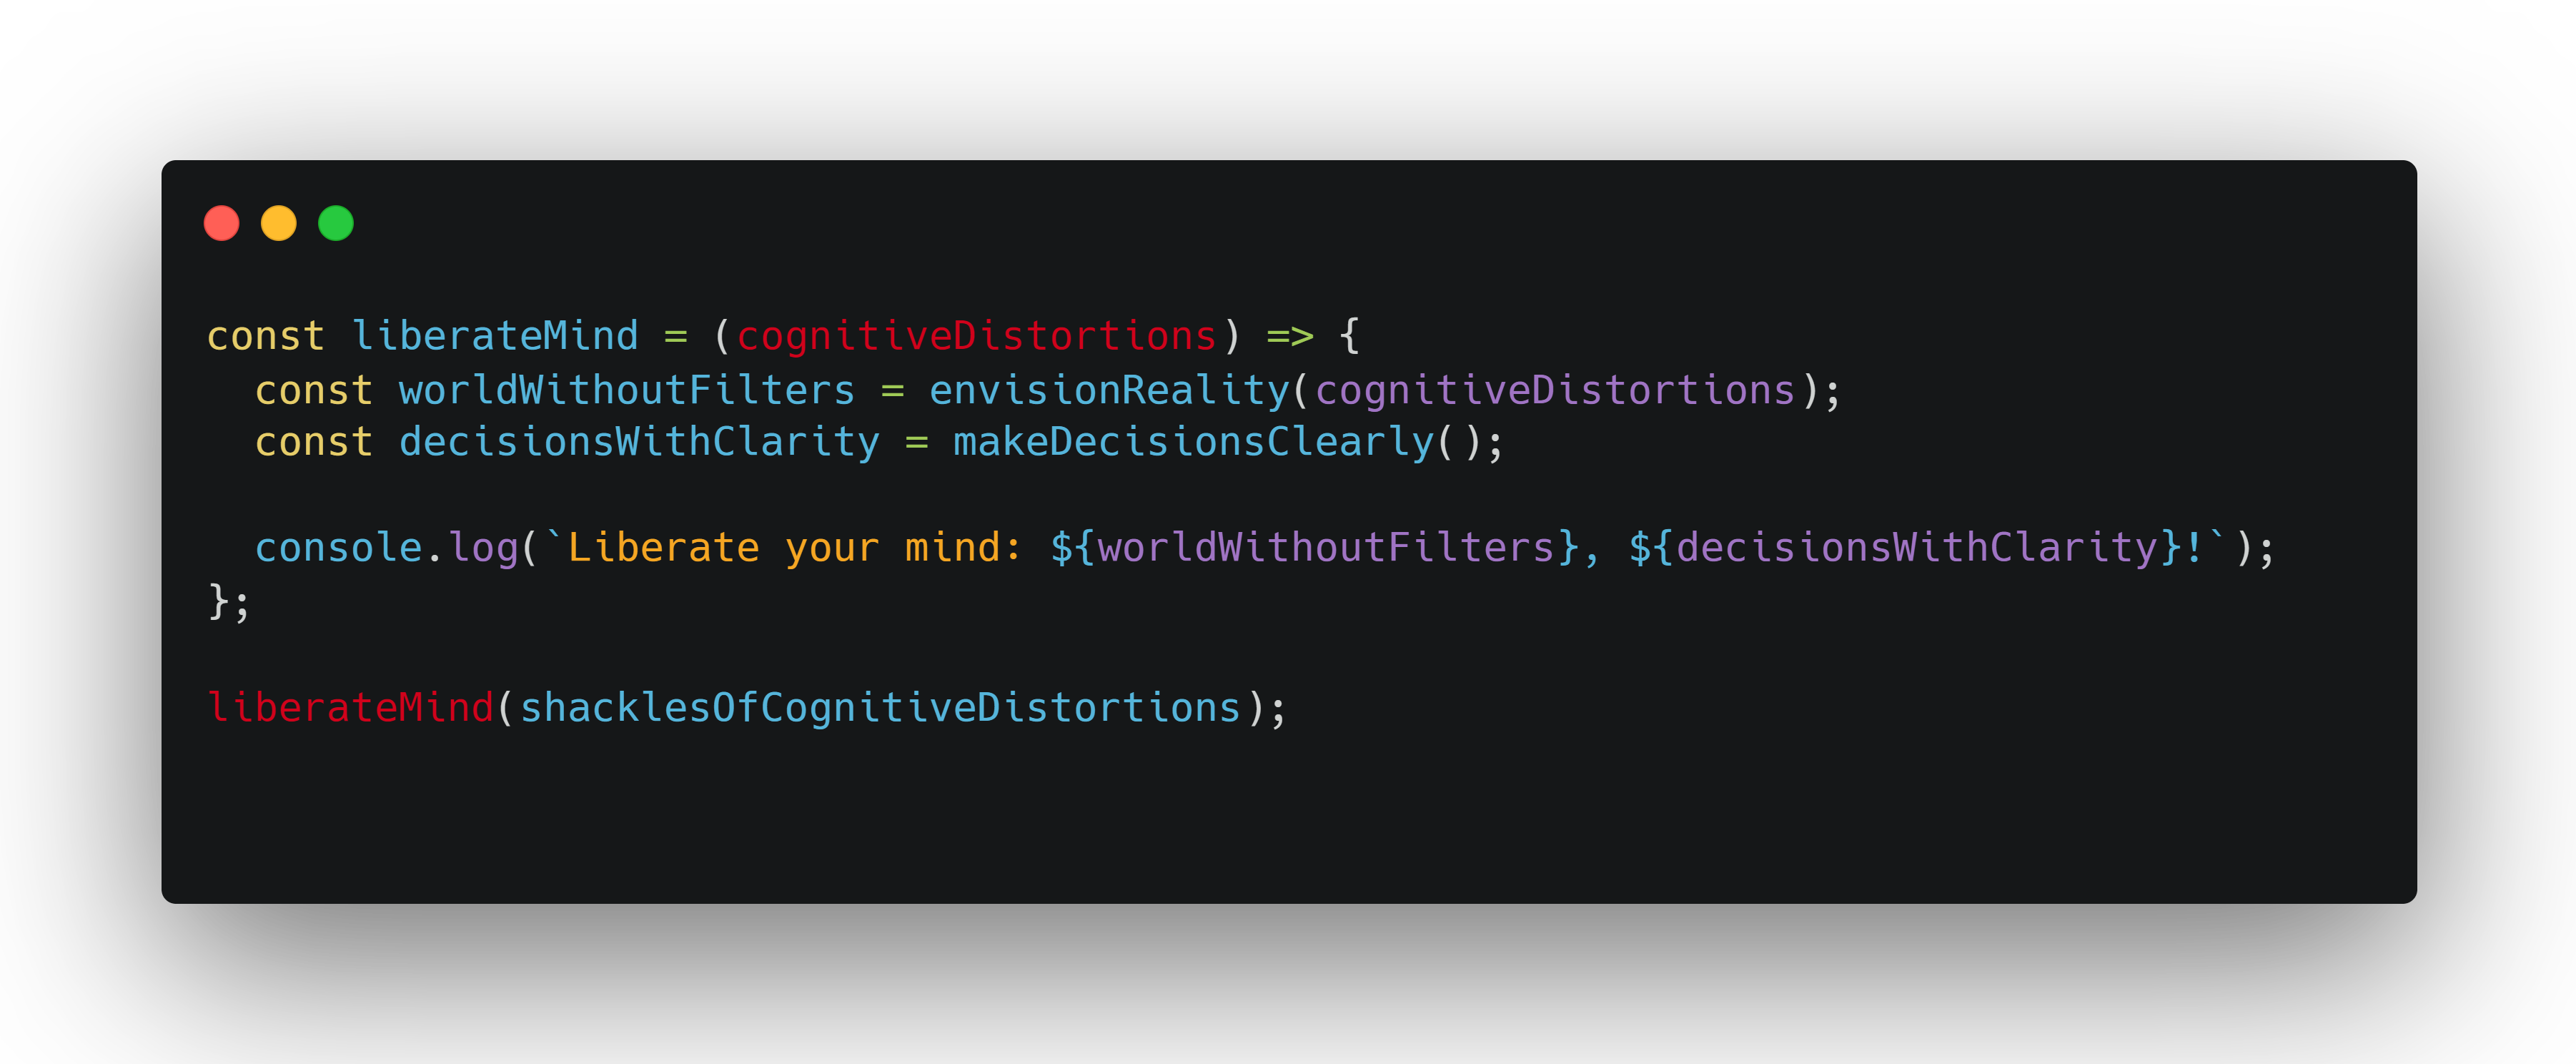 const liberateMind = (cognitiveDistortions) => {
  const worldWithoutFilters = envisionReality(cognitiveDistortions);
  const decisionsWithClarity = makeDecisionsClearly();
  console.log(`Liberate your mind: ${worldWithoutFilters}, ${decisionsWithClarity}!`);
};
liberateMind(shacklesOfCognitiveDistortions);